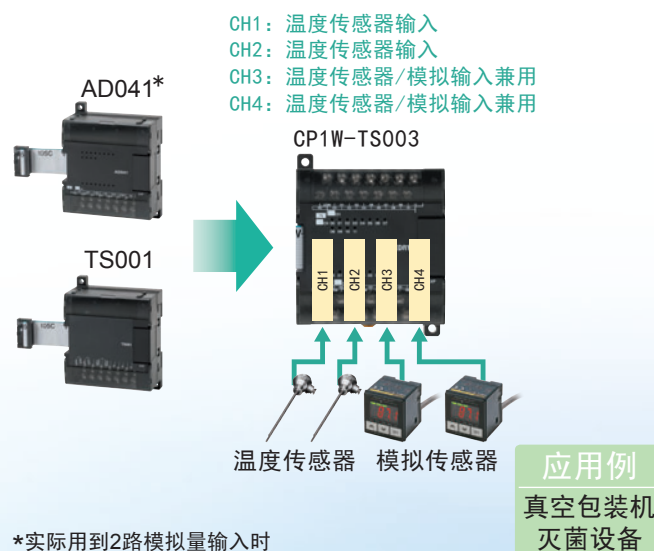 CH1：温度传感器输入
CH2：温度传感器输入
CH3：温度传感器/模拟输入兼用
CH4：温度传感器/模拟输入兼用
AD041*
CP1W-TS003
TS001
CH1
CH2
CH3
CH4
温度传感器
模拟传感器
应用例
真空包装机
灭菌设备
*实际用到2路模拟量输入时